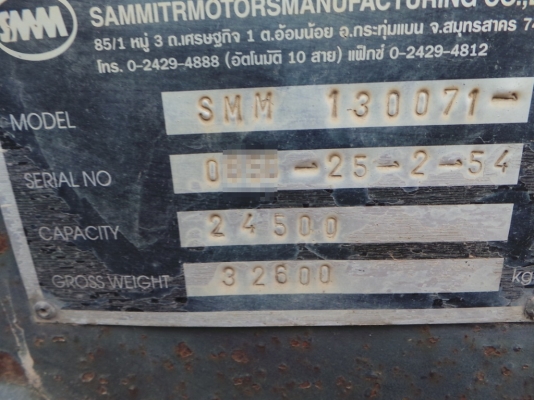 SMM SAMMITRMOTORSMANUFACTURING CO.,
85/1 หมู่ 3 ถ.เศรษฐกิจ 1 ต.อ้อมน้อย อ.กระทุ่มแบน จ.สมุทรสาคร
โทร. 0-2429-4888 (อัตโนมัติ 10 สาย) แฟ็กซ์ 0-2429-4812
MODEL SMM 130071-
SERIAL NO -25-2-54
CAPACITY 24500
GROSS WEIGHT 32600 kg